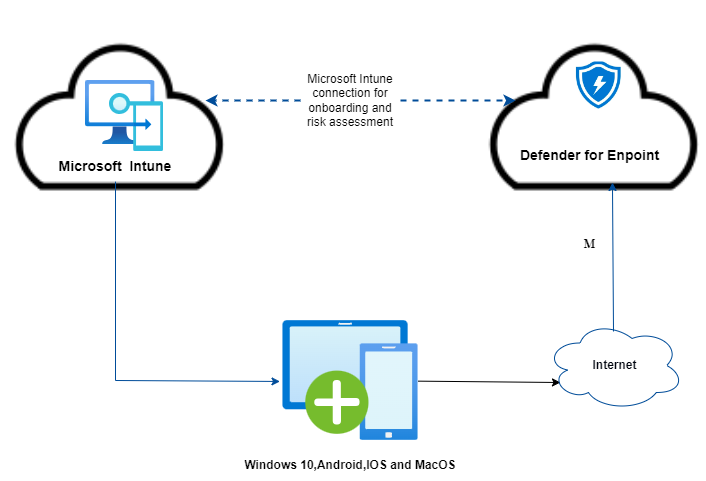 Microsoft Intune
connection for
onboarding and
risk assessment
Microsoft  Intune
Defender for Enpoint
M
Internet
Windows 10,Android,IOS and MacOS